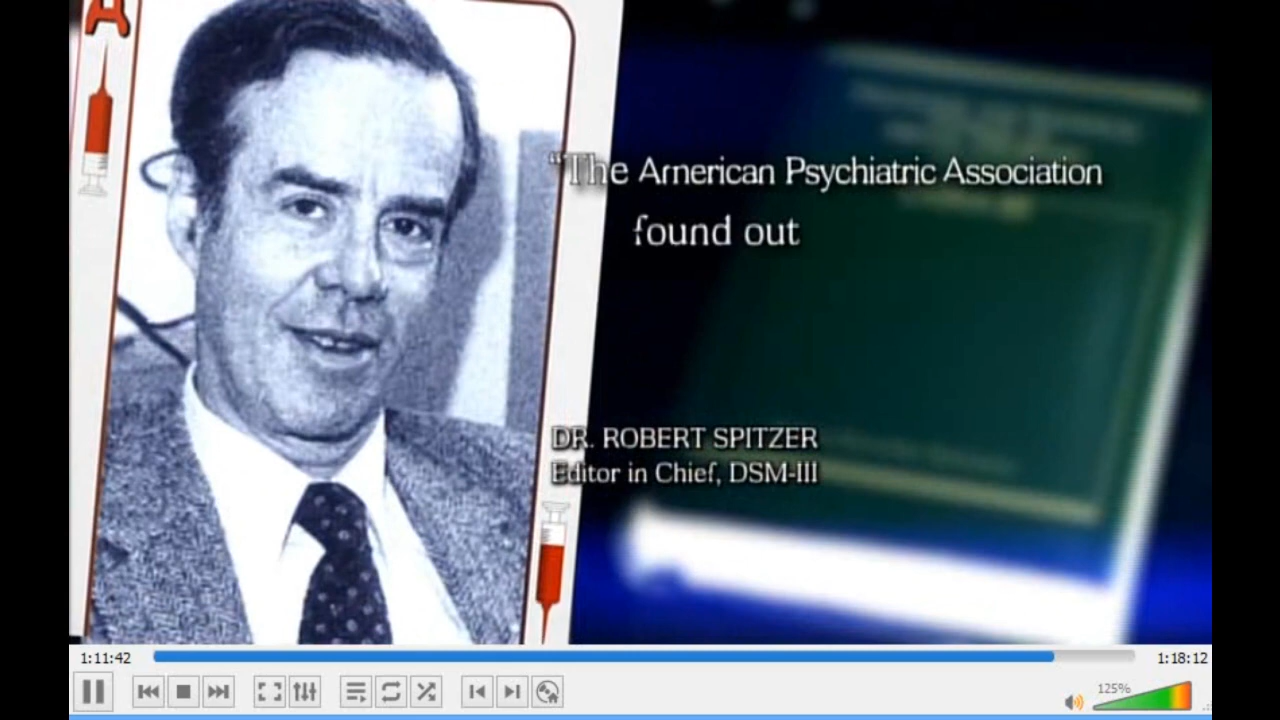 A
"The American Psychiatric Association
found out
DR. ROBERT SPITZER
Editor in Chief, DSM-III
1:11:42
1:18:12
125%